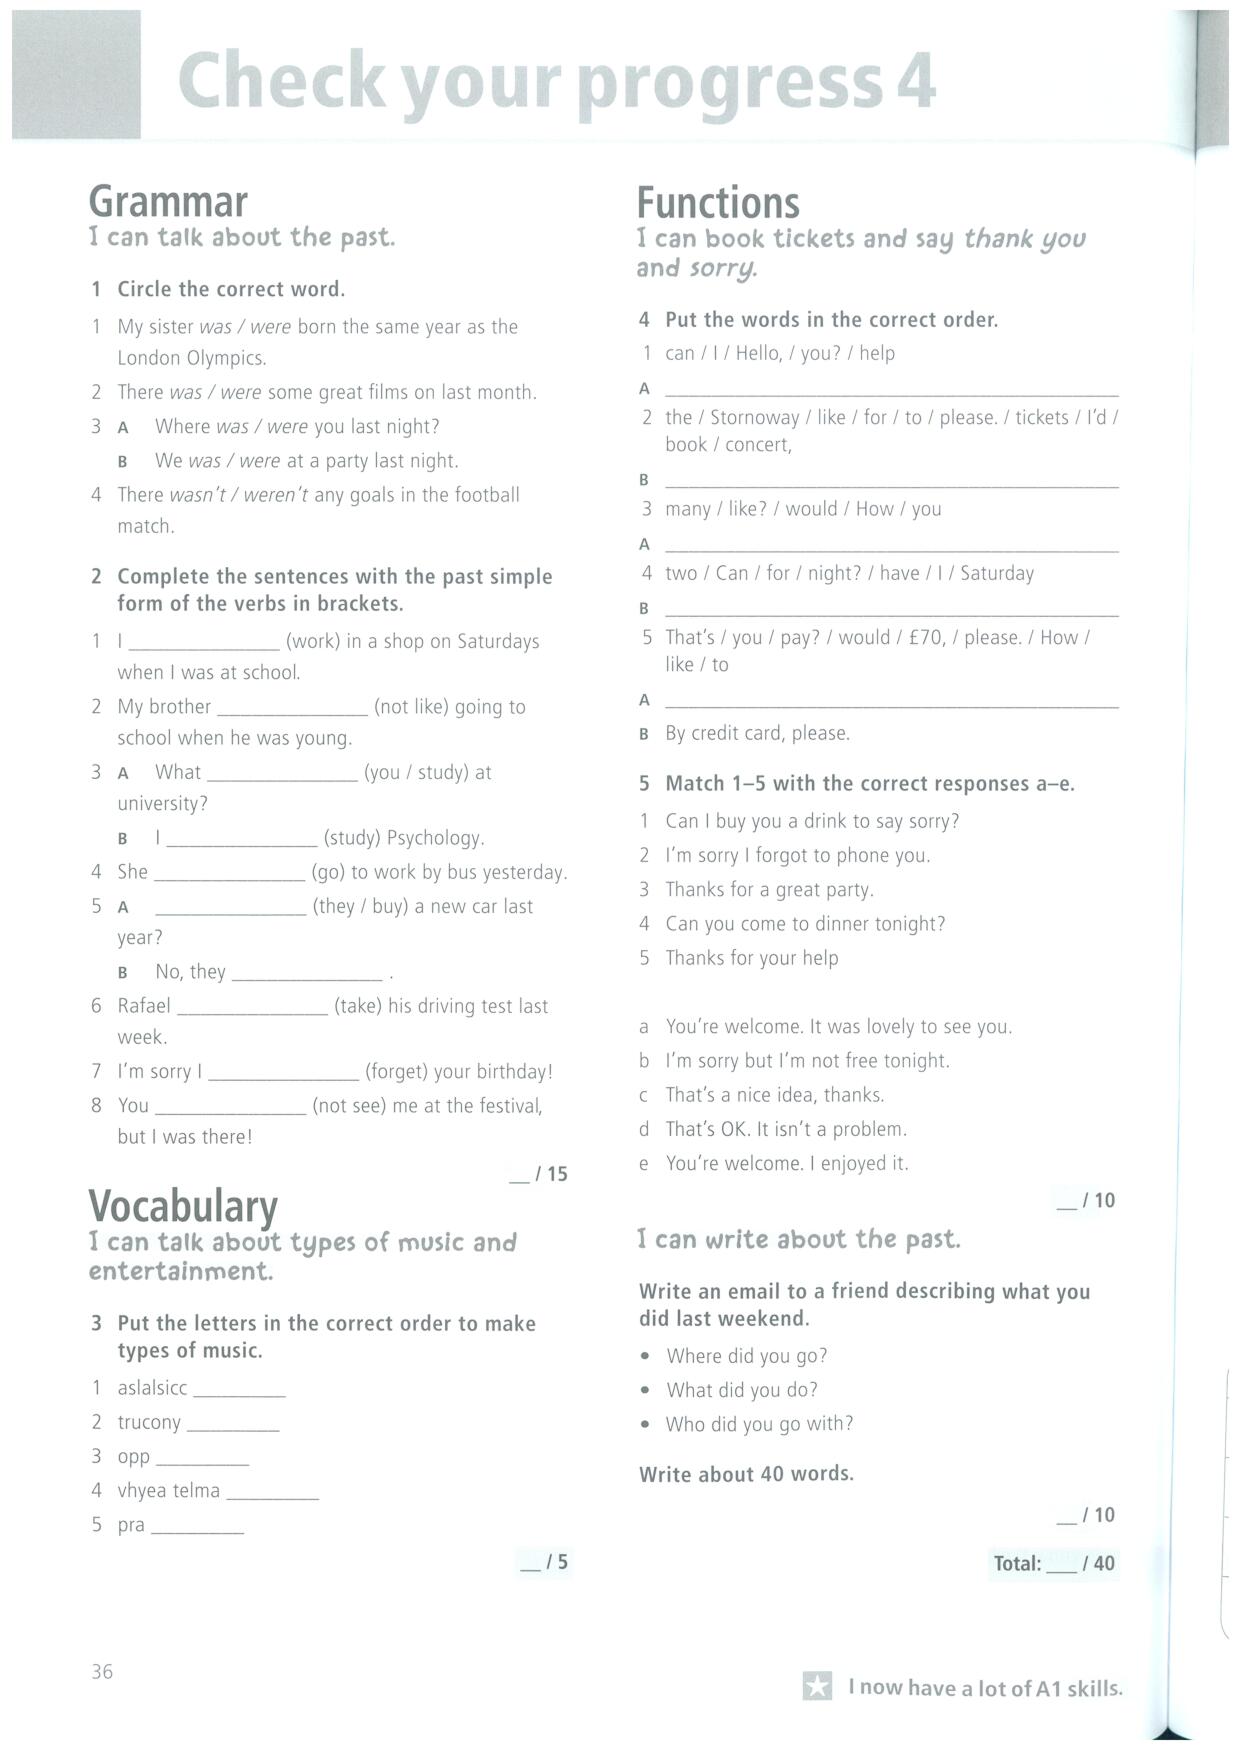 Check your progress 4
Grammar
I can talk about the past.
1 Circle the correct word.
1 My sister was / were born the same year as the
London Olympics.
2 There was / were some great films on last month.
3 A Where was / were you last night?
B We was / were at a party last night.
4 There wasn't / weren't any goals in the football
match.
2 Complete the sentences with the past simple
form of the verbs in brackets.
1 I ______________ (work) in a shop on Saturdays
when I was at school.
2 My brother ______________ (not like) going to
school when he was young.
3 A What ______________ (you / study) at
university?
B I ______________ (study) Psychology.
4 She ______________ (go) to work by bus yesterday.
5 A ______________ (they / buy) a new car last
year?
B No, they ______________ .
6 Rafael ______________ (take) his driving test last
week.
7 I'm sorry I ______________ (forget) your birthday!
8 You ______________ (not see) me at the festival,
but I was there!
__ / 15
Vocabulary
I can talk about types of music and
entertainment.
3 Put the letters in the correct order to make
types of music.
1 aslalsicc ________
2 trucony ________
3 opp ________
4 vhyea telma ________
5 pra ________
__ / 5
Functions
I can book tickets and say thank you
and sorry.
4 Put the words in the correct order.
1 can / I / Hello, / you? / help
A ______________
2 the / Stornoway / like / for / to / please. / tickets / I'd /
book / concert,
B ______________
3 many / like? / would / How / you
A ______________
4 two / Can / for / night? / have / I / Saturday
B ______________
5 That's / you / pay? / would / £70, / please. / How /
like / to
A ______________
B By credit card, please.
5 Match 1–5 with the correct responses a–e.
1 Can I buy you a drink to say sorry?
2 I'm sorry I forgot to phone you.
3 Thanks for a great party.
4 Can you come to dinner tonight?
5 Thanks for your help
a You're welcome. It was lovely to see you.
b I'm sorry but I'm not free tonight.
c That's a nice idea, thanks.
d That's OK. It isn't a problem.
e You're welcome. I enjoyed it.
__ / 10
I can write about the past.
Write an email to a friend describing what you
did last weekend.
• Where did you go?
• What did you do?
• Who did you go with?
Write about 40 words.
__ / 10
Total: ___ / 40
36
I now have a lot of A1 skills.